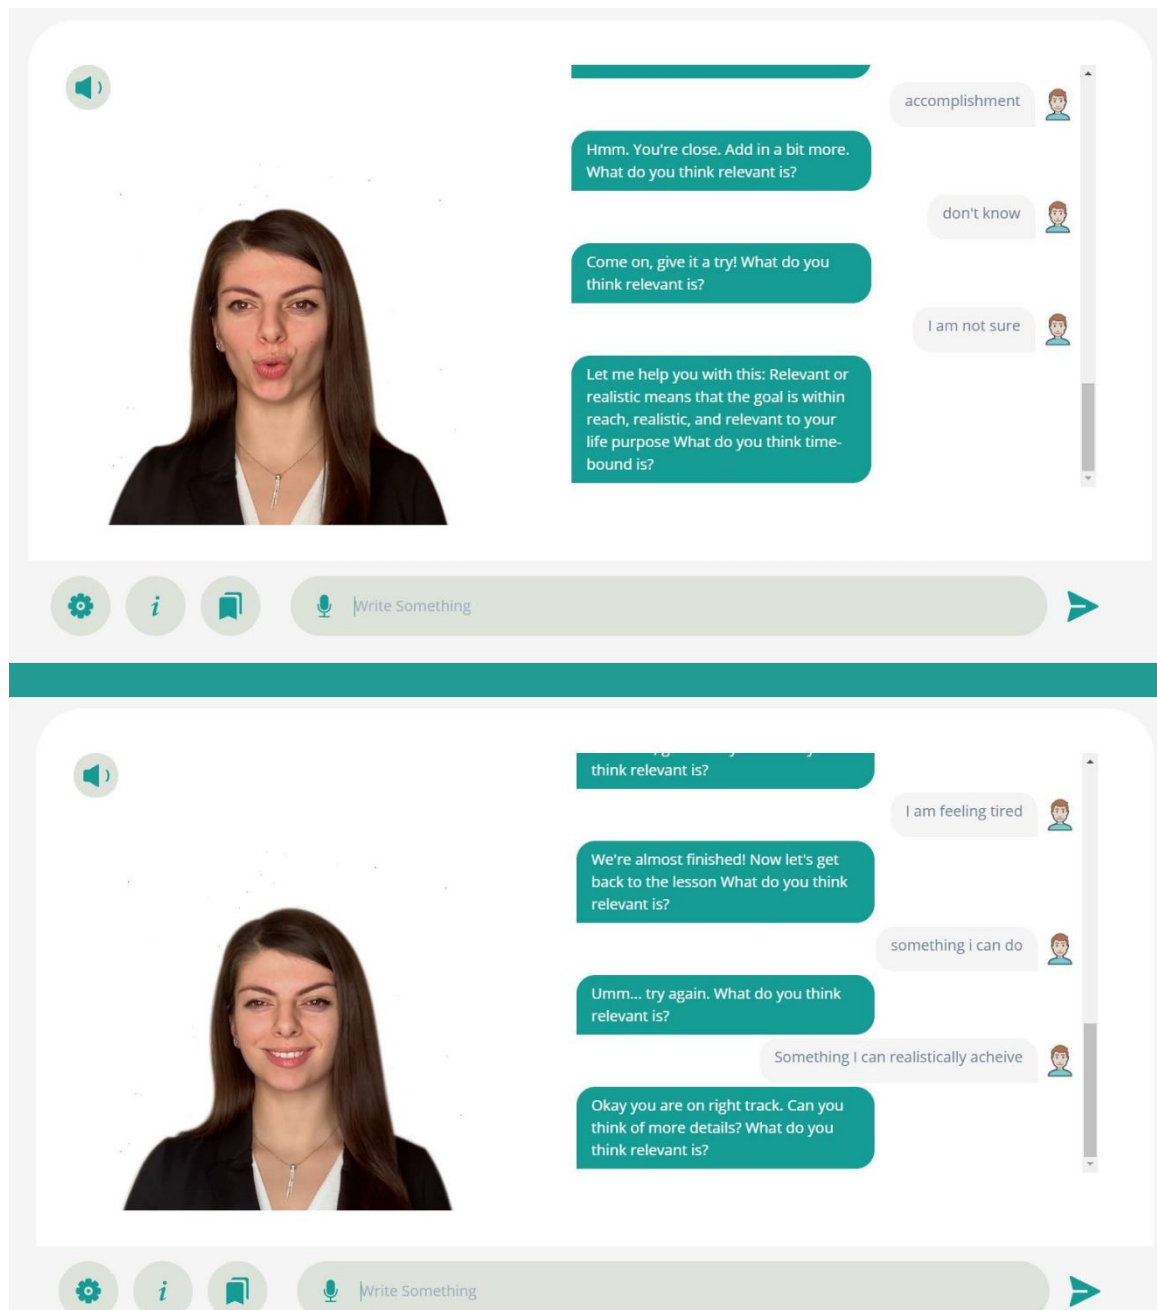 accomplishment
Hmm. You're close. Add in a bit more.
What do you think relevant is?
don't know
Come on, give it a try! What do you
think relevant is?
I am not sure
Let me help you with this: Relevant or
realistic means that the goal is within
reach, realistic, and relevant to your
life purpose What do you think time-
bound is?
i
Write Something
think relevant is?
I am feeling tired
We're almost finished! Now let's get
back to the lesson What do you think
relevant is?
something i can do
Umm... try again. What do you think
relevant is?
Something I can realistically acheive
Okay you are on right track. Can you
think of more details? What do you
think relevant is?
i
Write Something